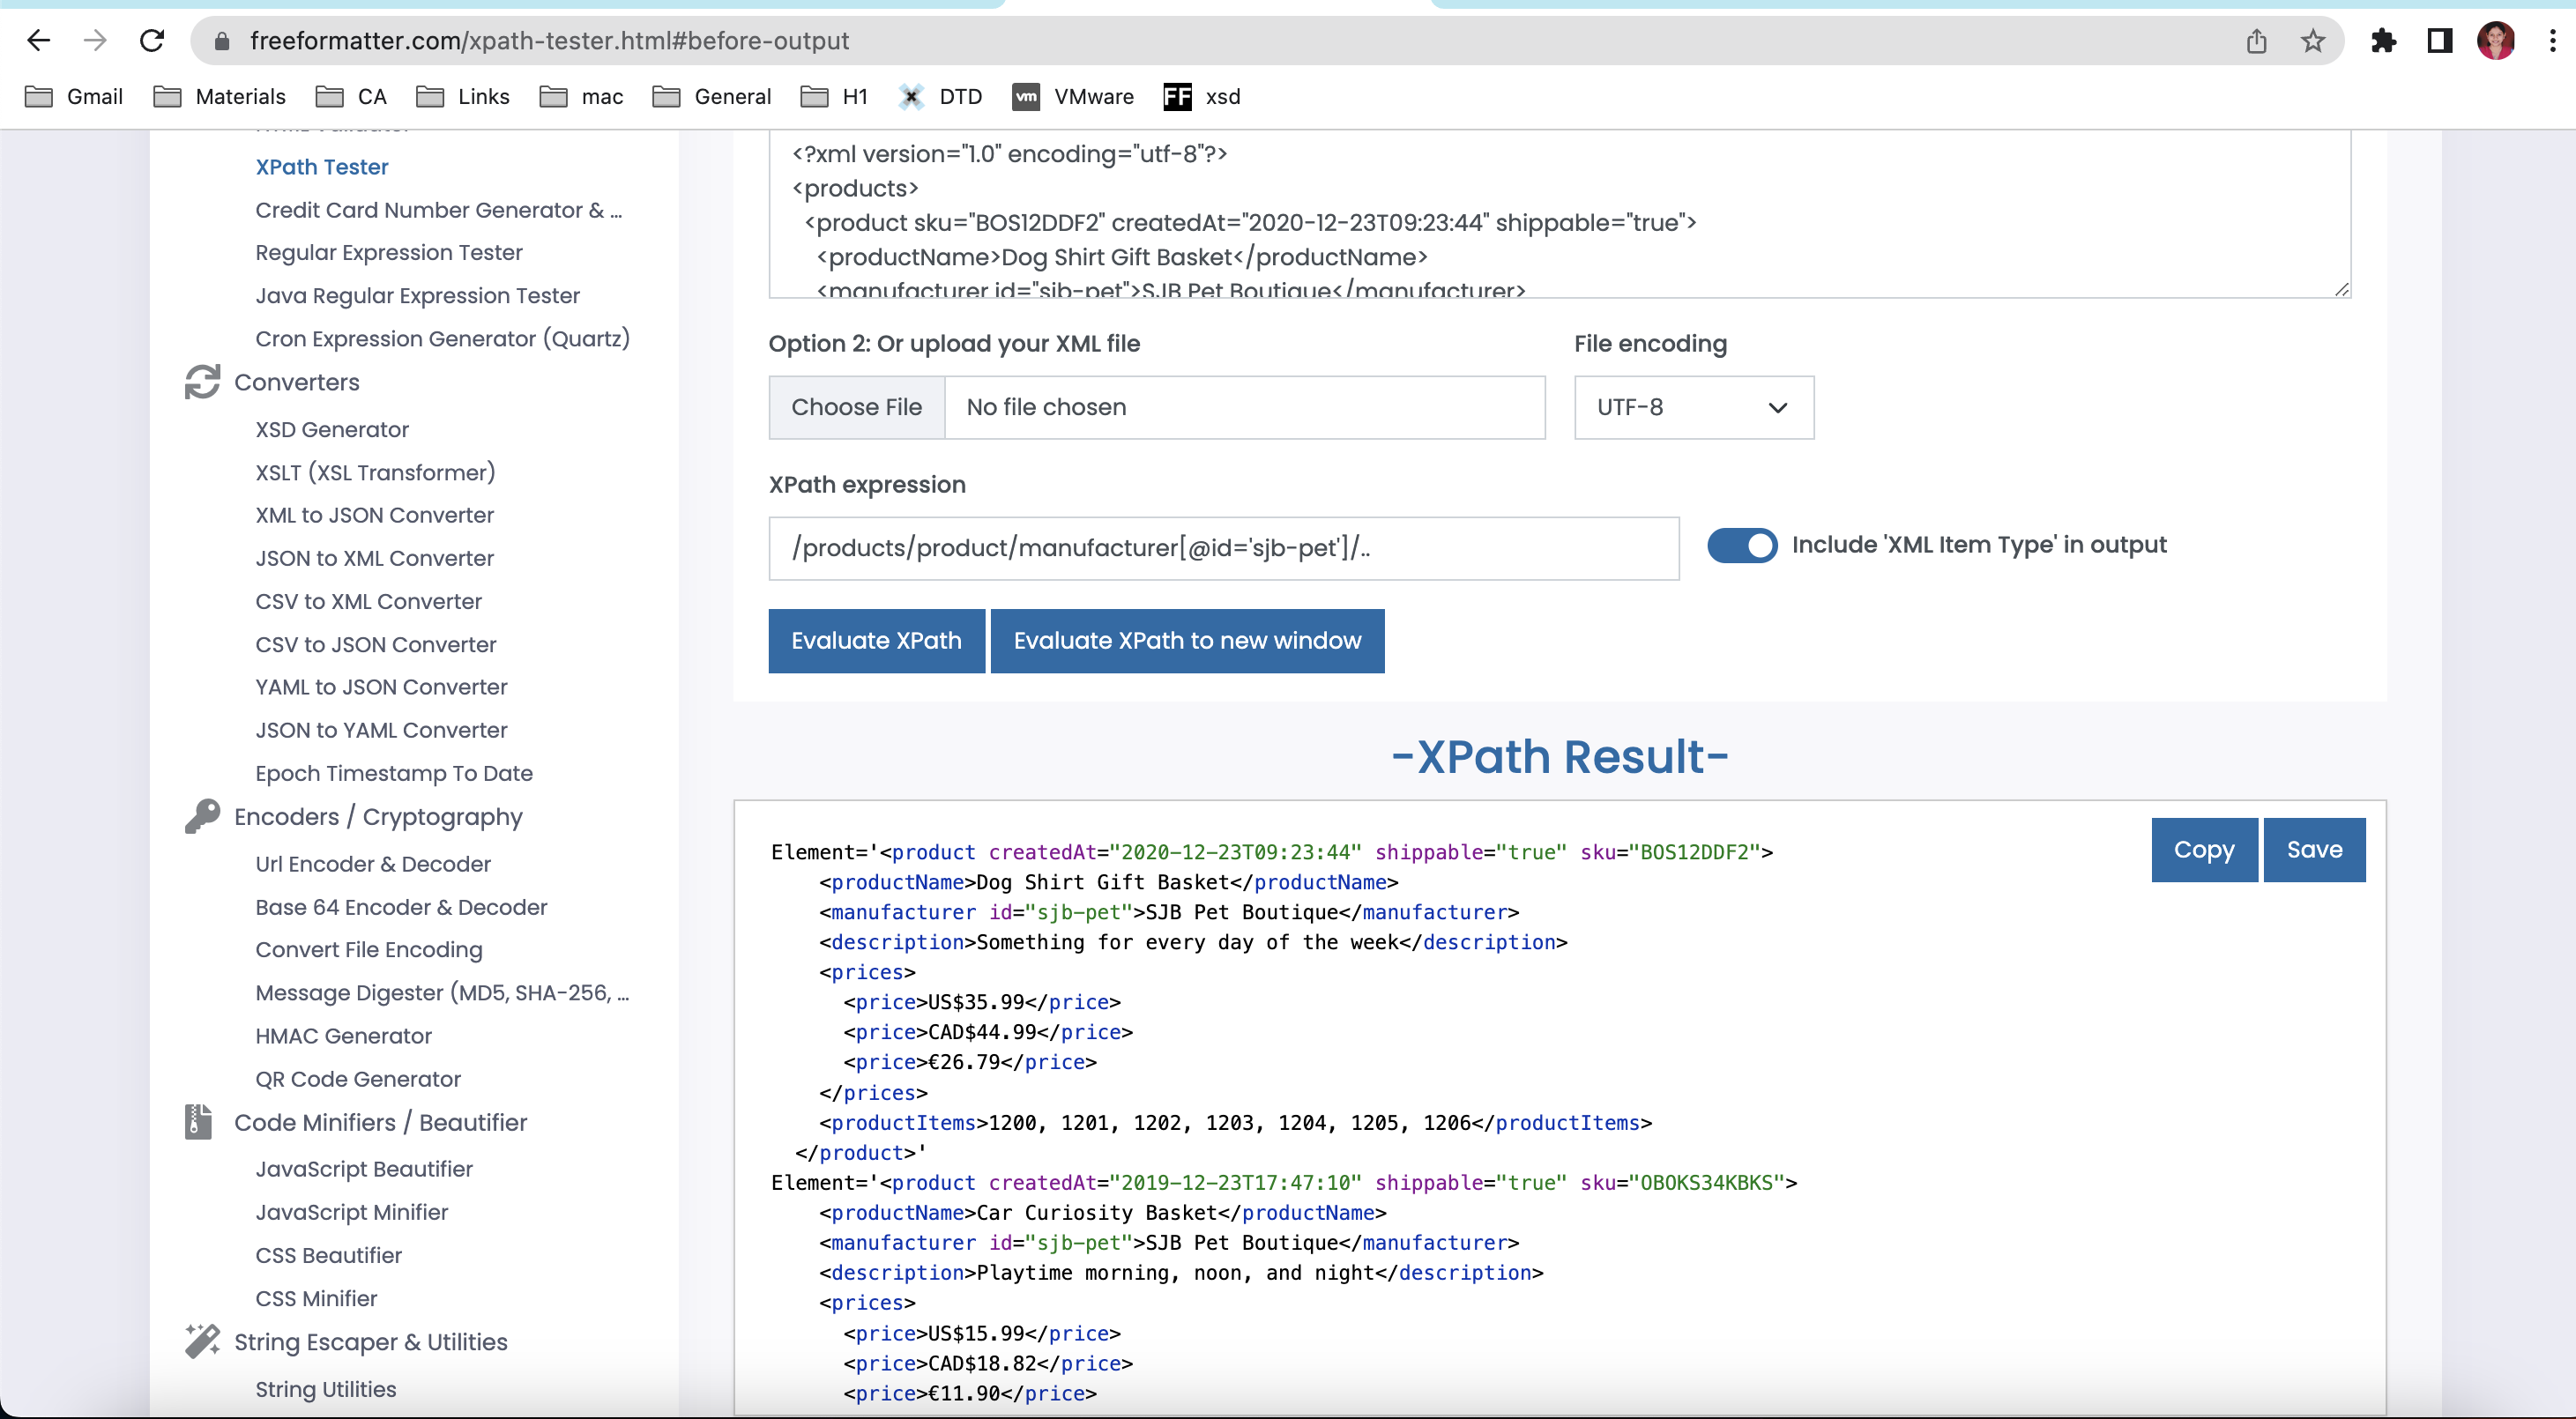 freeformatter.com/xpath-tester.html#before-output
Gmail Materials CA Links mac General H1 DTD vm VMware FF xsd
XPath Tester
Credit Card Number Generator & ...
Regular Expression Tester
Java Regular Expression Tester
Cron Expression Generator (Quartz)
Converters
XSD Generator
XSLT (XSL Transformer)
XML to JSON Converter
JSON to XML Converter
CSV to XML Converter
CSV to JSON Converter
YAML to JSON Converter
JSON to YAML Converter
Epoch Timestamp To Date
Encoders / Cryptography
Url Encoder & Decoder
Base 64 Encoder & Decoder
Convert File Encoding
Message Digester (MD5, SHA-256, ...
HMAC Generator
QR Code Generator
Code Minifiers / Beautifier
JavaScript Beautifier
JavaScript Minifier
CSS Beautifier
CSS Minifier
String Escaper & Utilities
String Utilities
<?xml version="1.0" encoding="utf-8"?>
<products>
<product sku="BOS12DDF2" createdAt="2020-12-23T09:23:44" shippable="true">
<productName>Dog Shirt Gift Basket</productName>
<manufacturer id="sjb-pet">SJB Pet Boutique</manufacturer>
Option 2: Or upload your XML file
File encoding
Choose File No file chosen
UTF-8
XPath expression
/products/product/manufacturer[@id='sjb-pet']/..
Include 'XML Item Type' in output
Evaluate XPath Evaluate XPath to new window
-XPath Result-
Copy Save
Element='<product createdAt="2020-12-23T09:23:44" shippable="true" sku="BOS12DDF2">
<productName>Dog Shirt Gift Basket</productName>
<manufacturer id="sjb-pet">SJB Pet Boutique</manufacturer>
<description>Something for every day of the week</description>
<prices>
<price>US$35.99</price>
<price>CAD$44.99</price>
<price>€26.79</price>
</prices>
<productItems>1200, 1201, 1202, 1203, 1204, 1205, 1206</productItems>
</product>'
Element='<product createdAt="2019-12-23T17:47:10" shippable="true" sku="OBOKS34KBKS">
<productName>Car Curiosity Basket</productName>
<manufacturer id="sjb-pet">SJB Pet Boutique</manufacturer>
<description>Playtime morning, noon, and night</description>
<prices>
<price>US$15.99</price>
<price>CAD$18.82</price>
<price>€11.90</price>